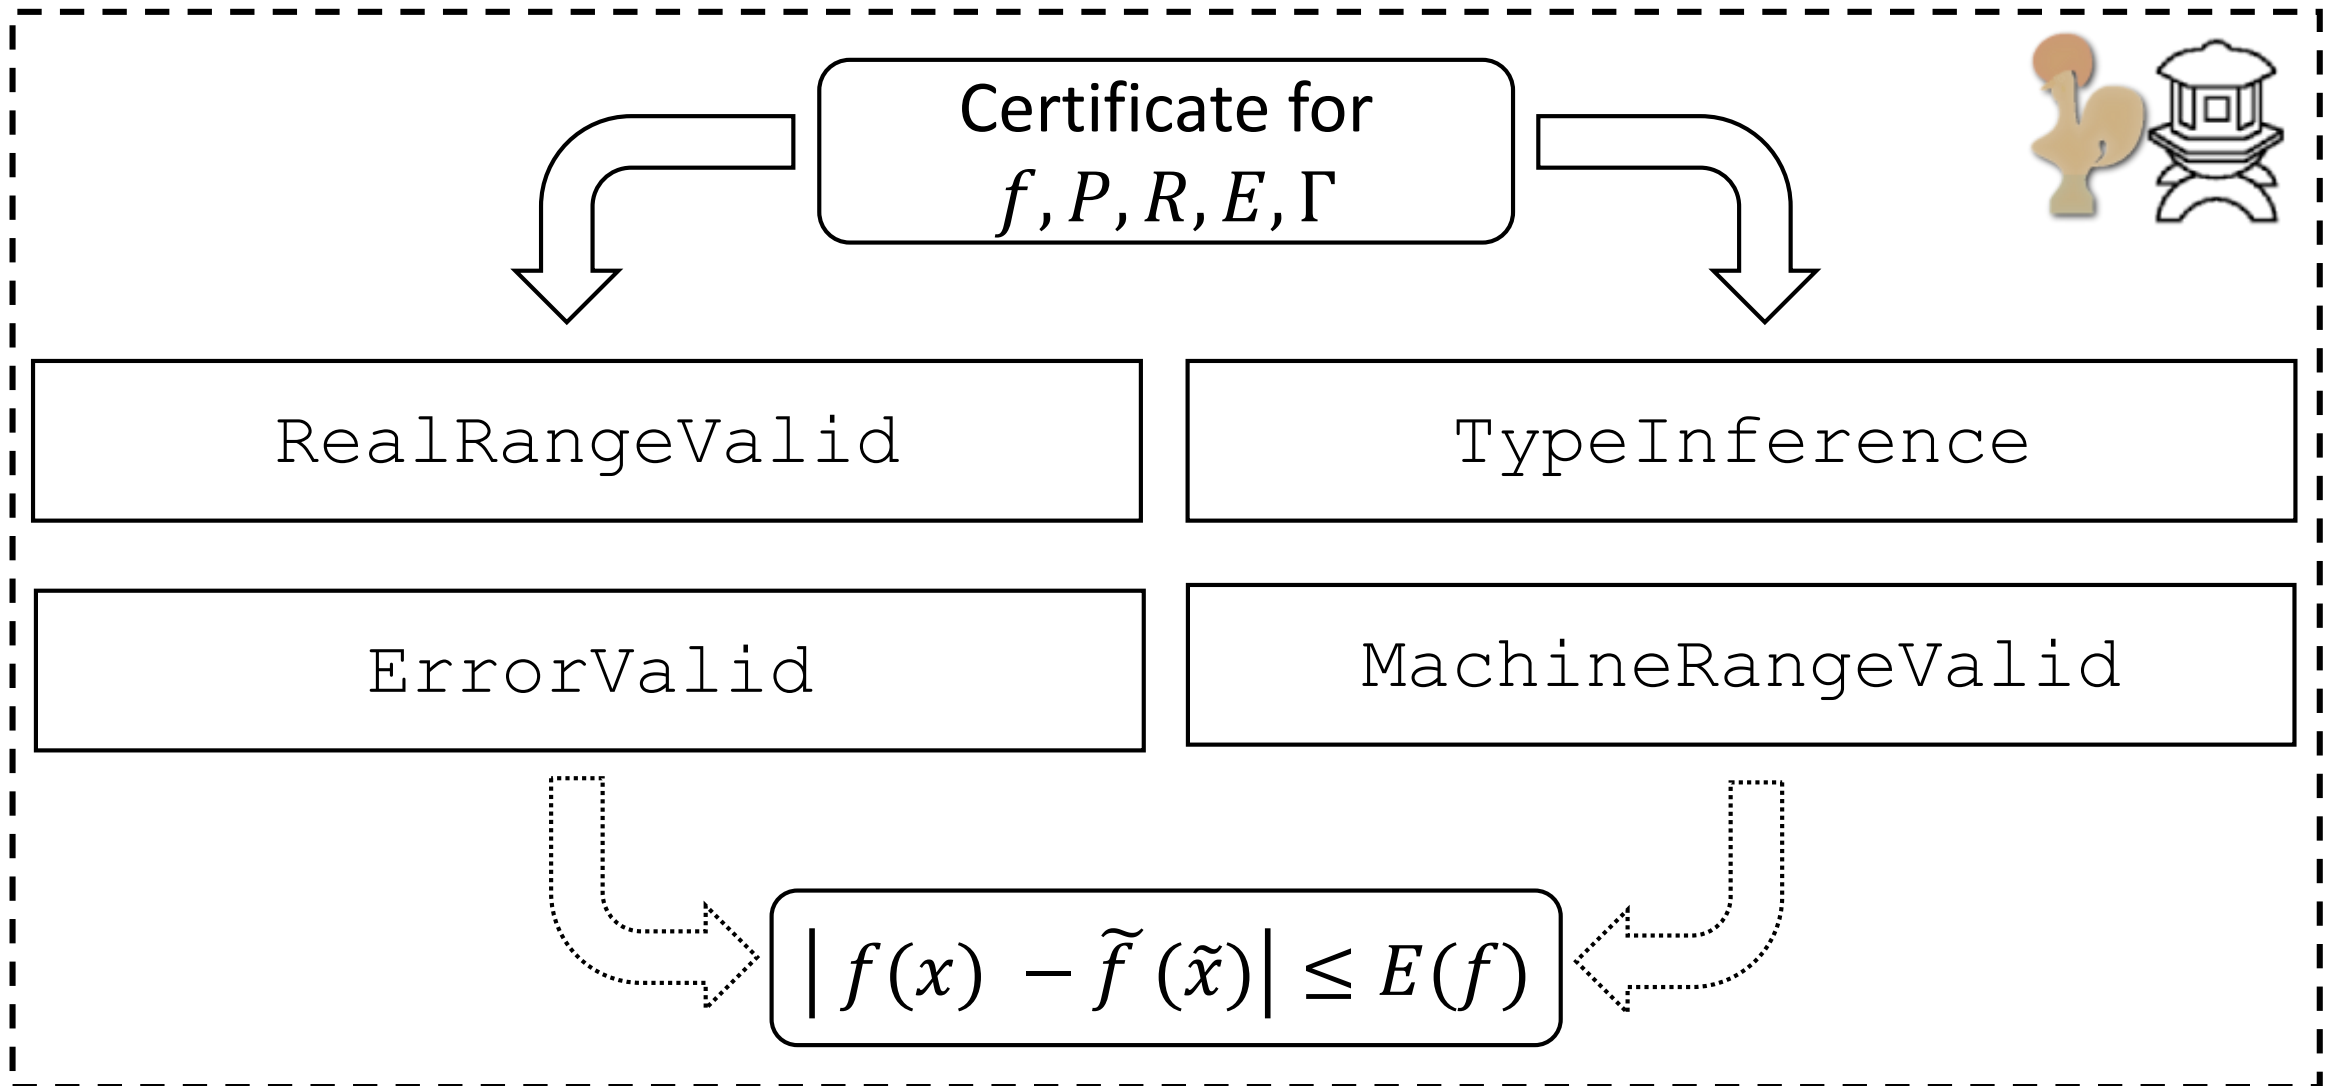 Certificate for
f, P, R, E, Γ
RealRangeValid
TypeInference
ErrorValid
MachineRangeValid
| f(x) − f̃ (x̃)| ≤ E(f)